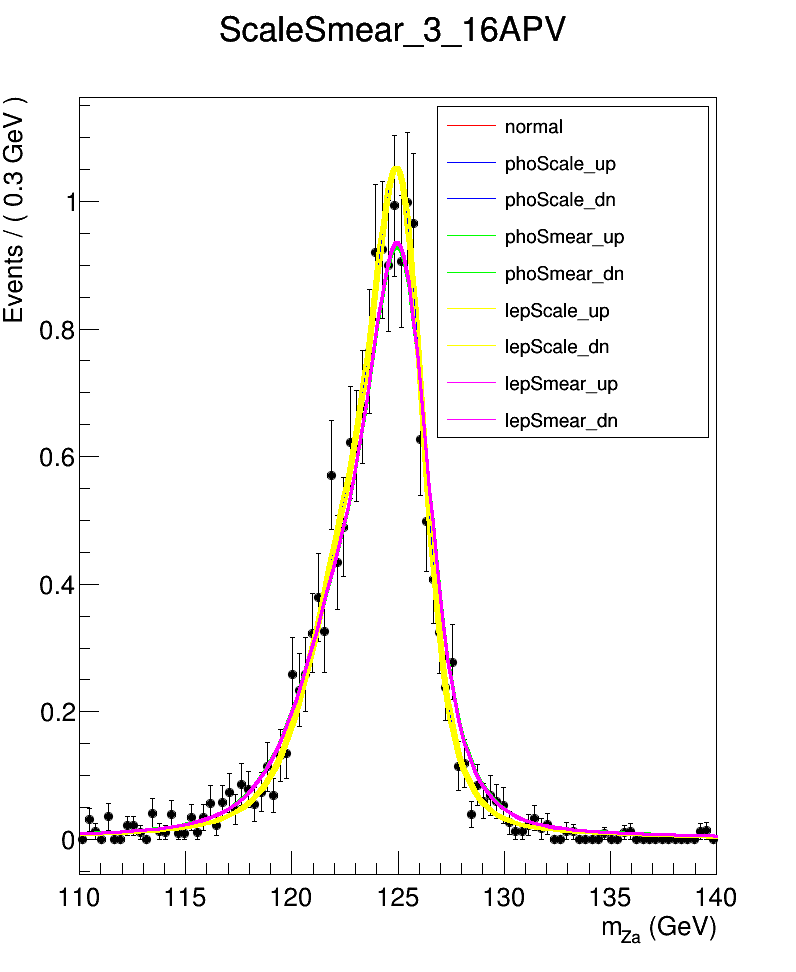 ScaleSmear_3_16APV
Events / ( 0.3 GeV )
normal
phoScale_up
phoScale_dn
phoSmear_up
phoSmear_dn
lepScale_up
lepScale_dn
lepSmear_up
lepSmear_dn
1
0.8
0.6
0.4
0.2
0
110 115 120 125 130 135 140
m_Za (GeV)